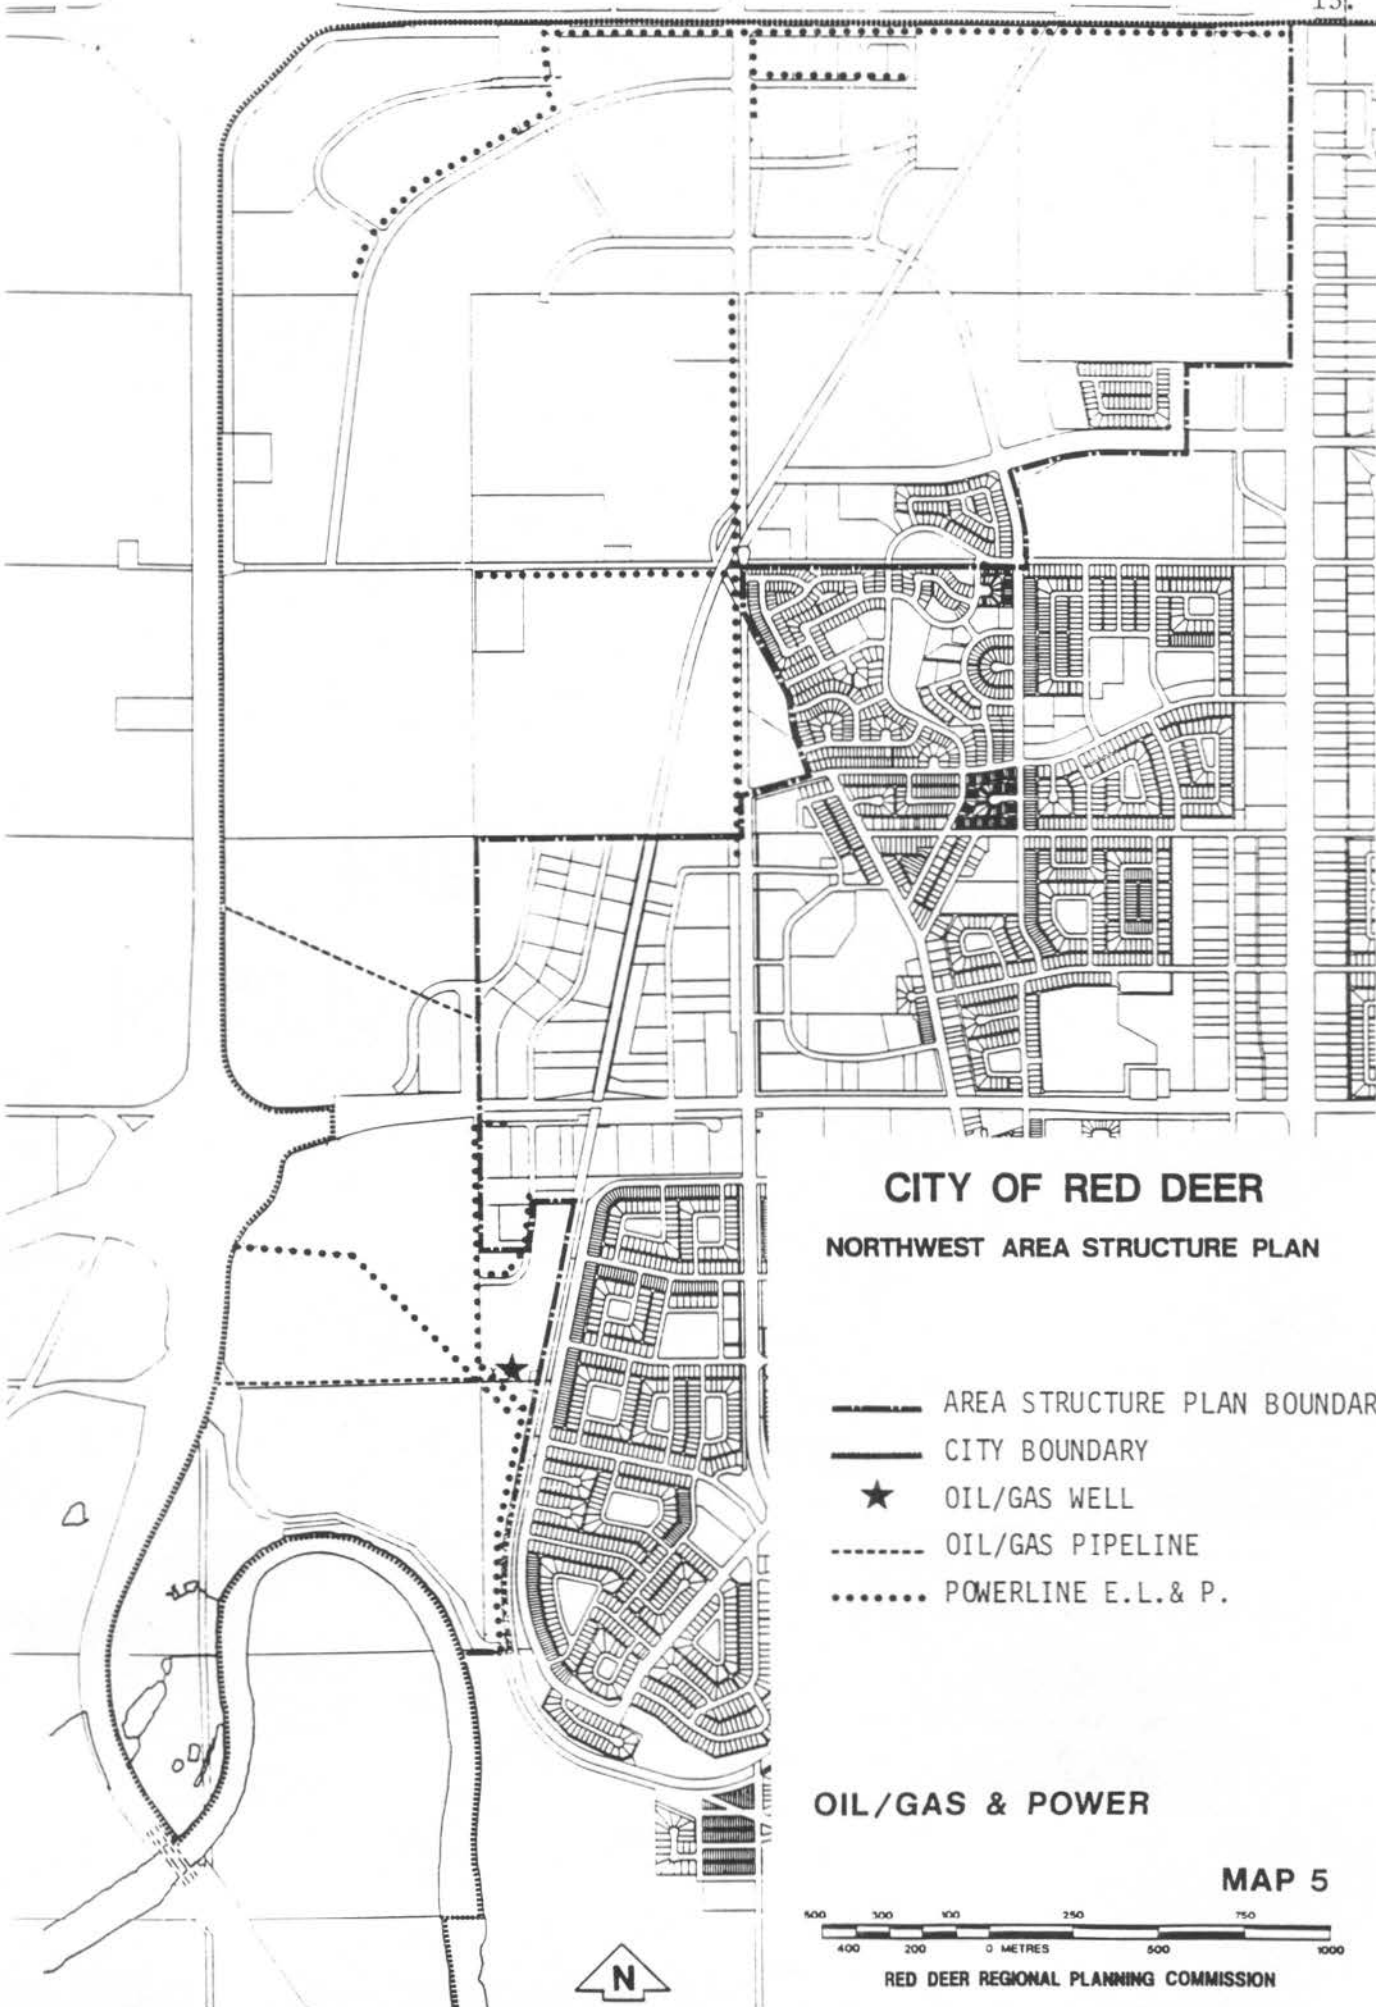 13.
CITY OF RED DEER
NORTHWEST AREA STRUCTURE PLAN
AREA STRUCTURE PLAN BOUNDAR
CITY BOUNDARY
OIL/GAS WELL
OIL/GAS PIPELINE
POWERLINE E.L.& P.
OIL/GAS & POWER
MAP 5
500 300 100 250 750
400 200 0 METRES 500 1000
RED DEER REGIONAL PLANNING COMMISSION
N